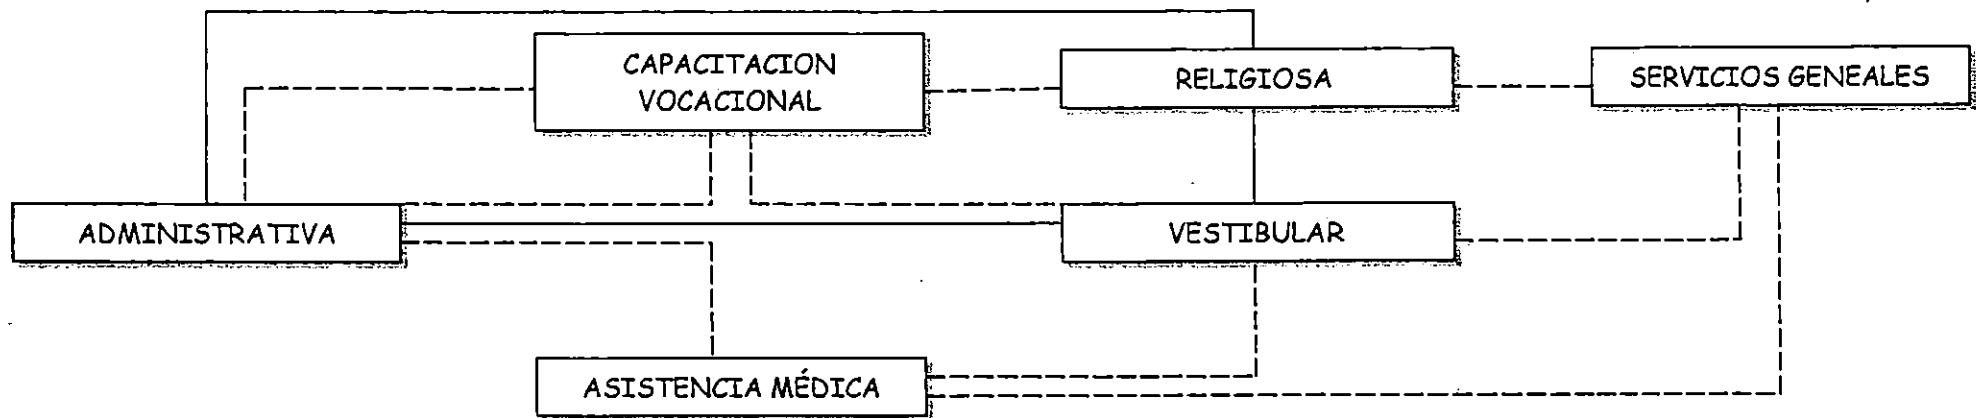 CAPACITACION
VOCACIONAL
RELIGIOSA
SERVICIOS GENEALES
ADMINISTRATIVA
VESTIBULAR
ASISTENCIA MÉDICA